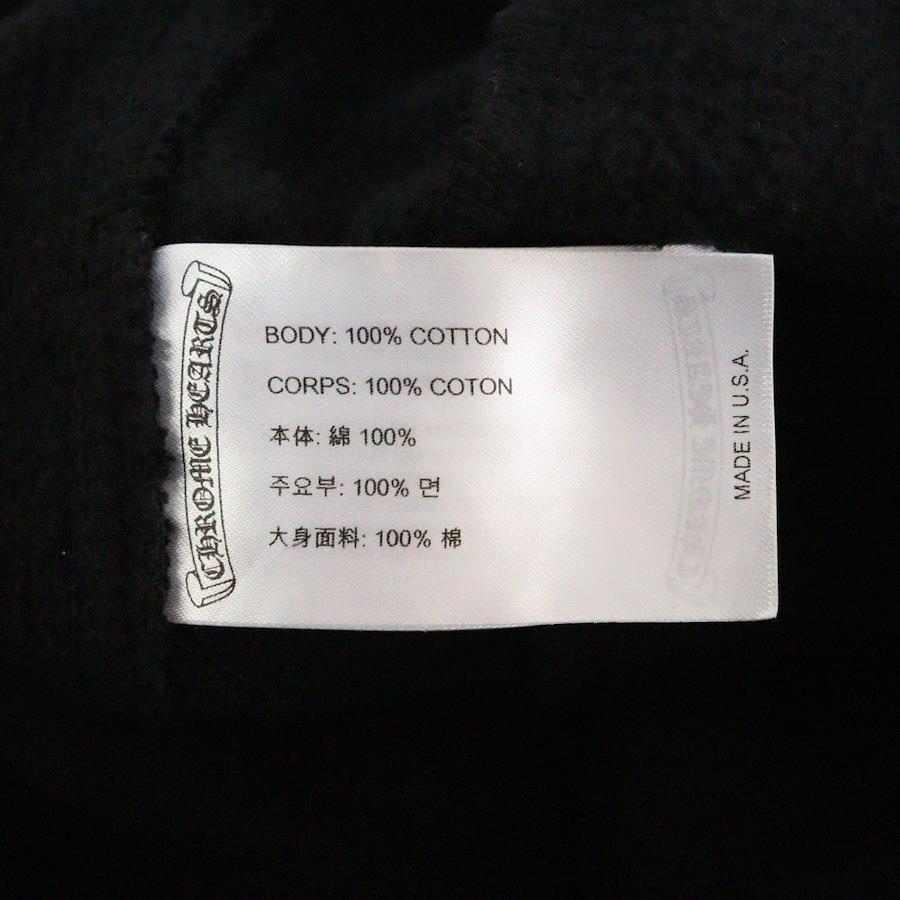 CHROME HEARTS
BODY: 100% COTTON
CORPS: 100% COTON
本体: 綿 100%
주요부: 100% 면
大身面料: 100% 棉
MADE IN U.S.A.